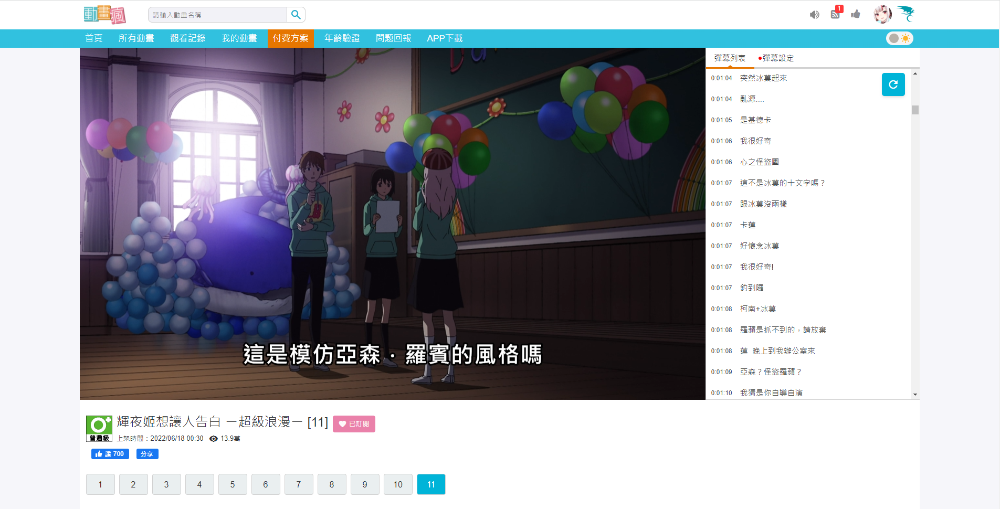 動畫瘋
請輸入動畫名稱
1
首頁 所有動畫 觀看記錄 我的動畫 付費方案 年齡驗證 問題回報 APP下載
彈幕列表 彈幕設定
0:01:04 突然冰菓起來
0:01:04 亂源....
0:01:05 是基德卡
0:01:06 我很好奇
0:01:06 心之怪盜團
0:01:07 這不是冰菓的十文字嗎？
0:01:07 跟冰菓沒兩樣
0:01:07 卡蓮
0:01:07 好懷念冰菓
0:01:07 我很好奇!
0:01:07 釣到囉
0:01:08 柯南+冰菓
0:01:08 羅蘋是抓不到的，請放棄
0:01:08 蓮 晚上到我辦公室來
0:01:09 亞森？怪盜羅蘋？
0:01:10 我猜是你自導自演
這是模仿亞森．羅賓的風格嗎
普遍級
輝夜姬想讓人告白 －超級浪漫－ [11]
已訂閱
上架時間：2022/06/18 00:30 13.9萬
讚 700 分享
1 2 3 4 5 6 7 8 9 10 11